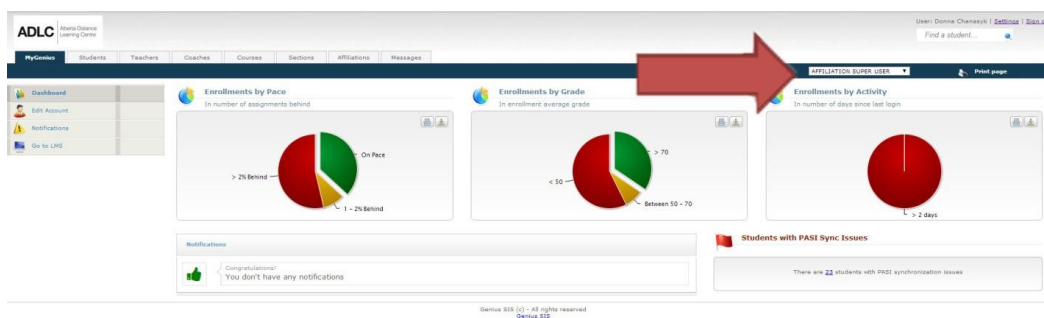 ADLC Alberta Distance Learning Centre
User: Donna Chanasyk | Settings | Sign
Find a student...
MyGenius Students Teachers Coaches Courses Sections Affiliations Messages
AFFILIATION SUPER USER Print page
Dashboard
Edit Account
Notifications
Go to LMS
Enrollments by Pace
In number of assignments behind
On Pace
> 2% Behind
1 - 2% Behind
Enrollments by Grade
In enrollment average grade
> 70
< 50
Between 50 - 70
Enrollments by Activity
In number of days since last login
> 2 days
Notifications
Congratulations!
You don't have any notifications
Students with PASI Sync Issues
There are 23 students with PASI synchronization issues
Genius SIS (c) - All rights reserved
Genius SIS